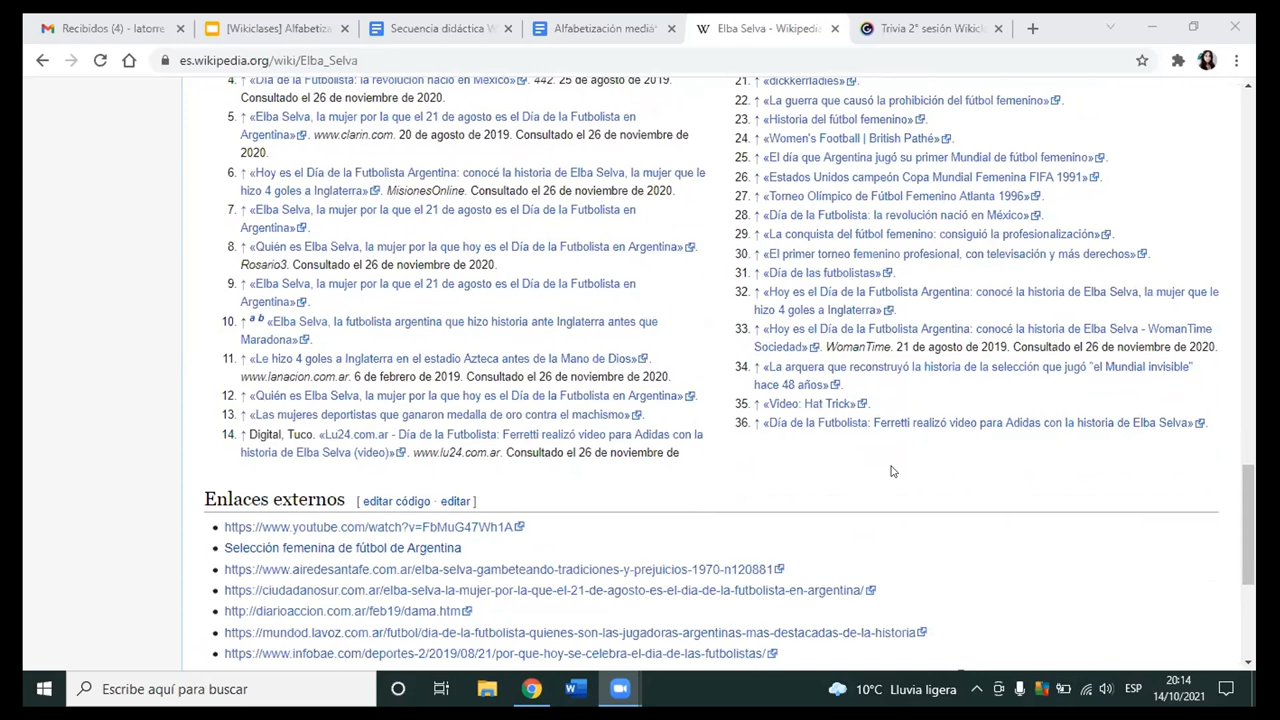 Recibidos (4) - latorre
[Wikiclases] Alfabetiza
Secuencia didáctica W
Alfabetización mediát
Elba Selva - Wikipedi
Trivia 2° sesión Wikicl
es.wikipedia.org/wiki/Elba_Selva
4. ↑ «Día de la Futbolista: la revolución nació en México». 442. 25 de agosto de 2019.
Consultado el 26 de noviembre de 2020.
5. ↑ «Elba Selva, la mujer por la que el 21 de agosto es el Día de la Futbolista en
Argentina». www.clarin.com. 20 de agosto de 2019. Consultado el 26 de noviembre de
2020.
6. ↑ «Hoy es el Día de la Futbolista Argentina: conocé la historia de Elba Selva, la mujer que le
hizo 4 goles a Inglaterra». MisionesOnline. Consultado el 26 de noviembre de 2020.
7. ↑ «Elba Selva, la mujer por la que el 21 de agosto es el Día de la Futbolista en
Argentina».
8. ↑ «Quién es Elba Selva, la mujer por la que hoy es el Día de la Futbolista en Argentina».
Rosario3. Consultado el 26 de noviembre de 2020.
9. ↑ «Elba Selva, la mujer por la que el 21 de agosto es el Día de la Futbolista en
Argentina».
10. ↑ a b «Elba Selva, la futbolista argentina que hizo historia ante Inglaterra antes que
Maradona».
11. ↑ «Le hizo 4 goles a Inglaterra en el estadio Azteca antes de la Mano de Dios».
www.lanacion.com.ar. 6 de febrero de 2019. Consultado el 26 de noviembre de 2020.
12. ↑ «Quién es Elba Selva, la mujer por la que hoy es el Día de la Futbolista en Argentina».
13. ↑ «Las mujeres deportistas que ganaron medalla de oro contra el machismo».
14. ↑ Digital, Tuco. «Lu24.com.ar - Día de la Futbolista: Ferretti realizó video para Adidas con la
historia de Elba Selva (video)». www.lu24.com.ar. Consultado el 26 de noviembre de
21. ↑ «dickkerrladies».
22. ↑ «La guerra que causó la prohibición del fútbol femenino».
23. ↑ «Historia del fútbol femenino».
24. ↑ «Women's Football | British Pathé».
25. ↑ «El día que Argentina jugó su primer Mundial de fútbol femenino».
26. ↑ «Estados Unidos campeón Copa Mundial Femenina FIFA 1991».
27. ↑ «Torneo Olímpico de Fútbol Femenino Atlanta 1996».
28. ↑ «Día de la Futbolista: la revolución nació en México».
29. ↑ «La conquista del fútbol femenino: consiguió la profesionalización».
30. ↑ «El primer torneo femenino profesional, con televisación y más derechos».
31. ↑ «Día de las futbolistas».
32. ↑ «Hoy es el Día de la Futbolista Argentina: conocé la historia de Elba Selva, la mujer que le
hizo 4 goles a Inglaterra».
33. ↑ «Hoy es el Día de la Futbolista Argentina: conocé la historia de Elba Selva - WomanTime
Sociedad». WomanTime. 21 de agosto de 2019. Consultado el 26 de noviembre de 2020.
34. ↑ «La arquera que reconstruyó la historia de la selección que jugó "el Mundial invisible"
hace 48 años».
35. ↑ «Video: Hat Trick».
36. ↑ «Día de la Futbolista: Ferretti realizó video para Adidas con la historia de Elba Selva».
Enlaces externos [ editar código · editar ]
• https://www.youtube.com/watch?v=FbMuG47Wh1A
• Selección femenina de fútbol de Argentina
• https://www.airedesantafe.com.ar/elba-selva-gambeteando-tradiciones-y-prejuicios-1970-n120881
• https://ciudadanosur.com.ar/elba-selva-la-mujer-por-la-que-el-21-de-agosto-es-el-dia-de-la-futbolista-en-argentina/
• http://diarioaccion.com.ar/feb19/dama.htm
• https://mundod.lavoz.com.ar/futbol/dia-de-la-futbolista-quienes-son-las-jugadoras-argentinas-mas-destacadas-de-la-historia
• https://www.infobae.com/deportes-2/2019/08/21/por-que-hoy-se-celebra-el-dia-de-las-futbolistas/
Escribe aquí para buscar
10°C Lluvia ligera
ESP
20:14
14/10/2021